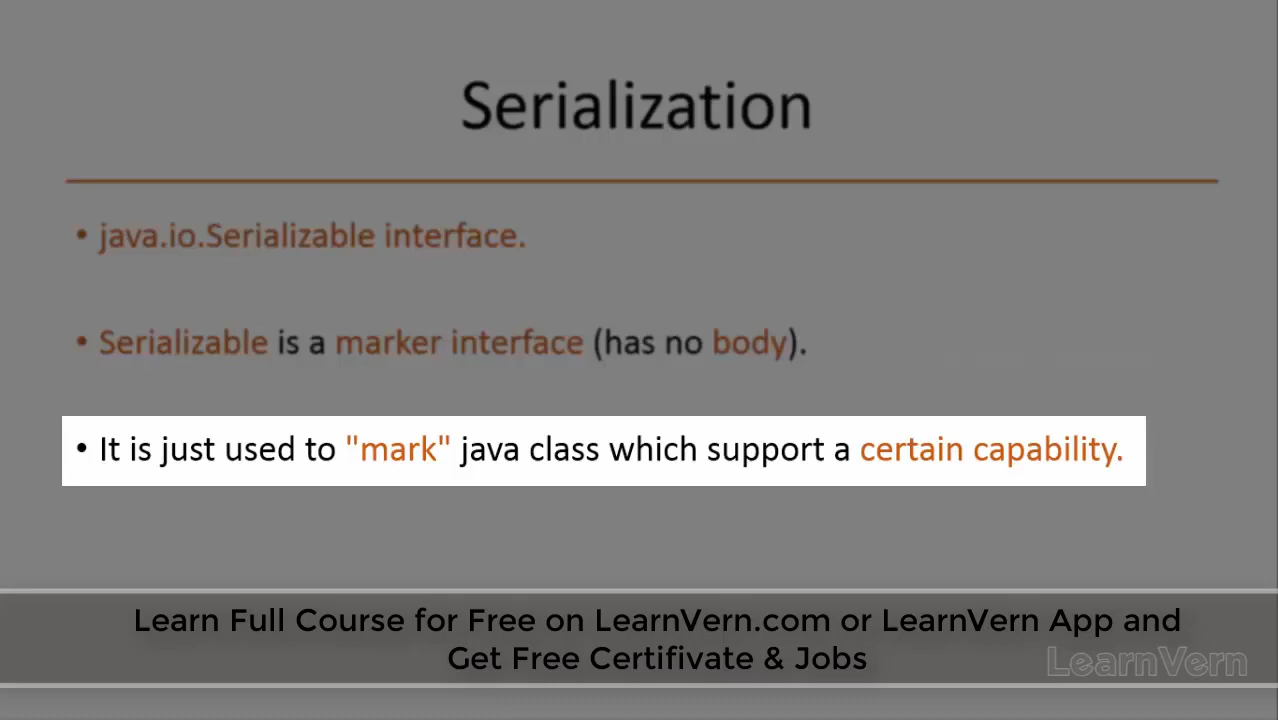 Serialization
• java.io.Serializable interface.
• Serializable is a marker interface (has no body).
• It is just used to "mark" java class which support a certain capability.
Learn Full Course for Free on LearnVern.com or LearnVern App and
Get Free Certifivate & Jobs
LearnVern